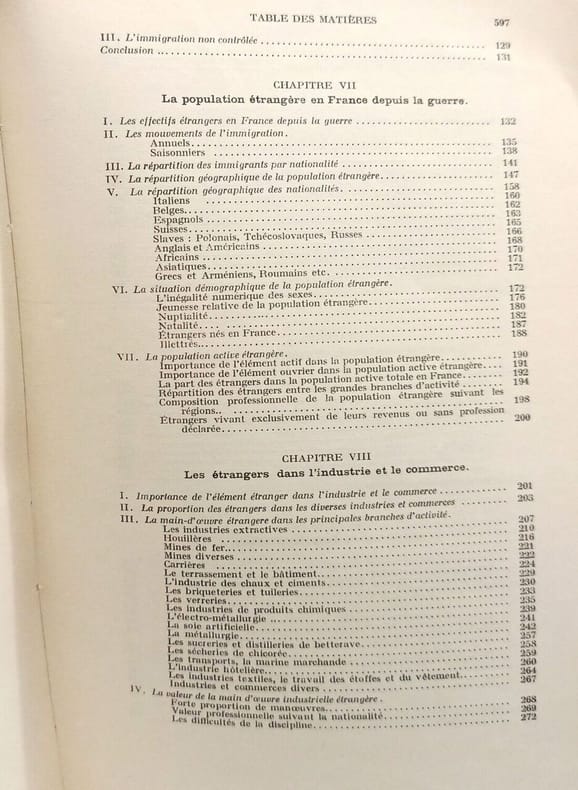 TABLE DES MATIÈRES 597
III. L'immigration non contrôlée 129
Conclusion 131
CHAPITRE VII
La population étrangère en France depuis la guerre.
I. Les effectifs étrangers en France depuis la guerre 132
II. Les mouvements de l'immigration.
Annuels 135
Saisonniers 138
III. La répartition des immigrants par nationalité 141
IV. La répartition géographique de la population étrangère 147
V. La répartition géographique des nationalités 158
Italiens 160
Belges 162
Espagnols 163
Suisses 165
Slaves : Polonais, Tchécoslovaques, Russes 166
Anglais et Américains 168
Africains 170
Asiatiques 171
Grecs et Arméniens, Roumains etc. 172
VI. La situation démographique de la population étrangère.
L'inégalité numérique des sexes 172
Jeunesse relative de la population étrangère 176
Nuptialité 180
Natalité 182
Étrangers nés en France 187
Illettrés 188
VII. La population active étrangère.
Importance de l'élément actif dans la population étrangère 190
Importance de l'élément ouvrier dans la population active étrangère 191
La part des étrangers dans la population active totale en France 192
Répartition des étrangers entre les grandes branches d'activité 194
Composition professionnelle de la population étrangère suivant les
régions 198
Étrangers vivant exclusivement de leurs revenus ou sans profession
déclarée 200
CHAPITRE VIII
Les étrangers dans l'industrie et le commerce.
I. Importance de l'élément étranger dans l'industrie et le commerce 201
II. La proportion des étrangers dans les diverses industries et commerces 203
III. La main-d'œuvre étrangère dans les principales branches d'activité.
Les industries extractives 207
Houillères 210
Mines de fer 216
Mines diverses 221
Carrières 222
Le terrassement et le bâtiment 224
L'industrie des chaux et ciments 229
Les briqueteries et tuileries 230
Les verreries 233
Les industries de produits chimiques 235
L'électro-métallurgie 239
La soie artificielle 241
La métallurgie 242
Les sucreries et distilleries de betterave 257
Les sécheries de chicorée 258
Les transports, la marine marchande 259
L'industrie hôtelière 260
Les industries textiles, le travail des étoffes et du vêtement 264
Industries et commerces divers 267
IV. La valeur de la main d'œuvre industrielle étrangère.
Forte proportion de manœuvres 268
Valeur professionnelle suivant la nationalité 269
Les difficultés de la discipline 272